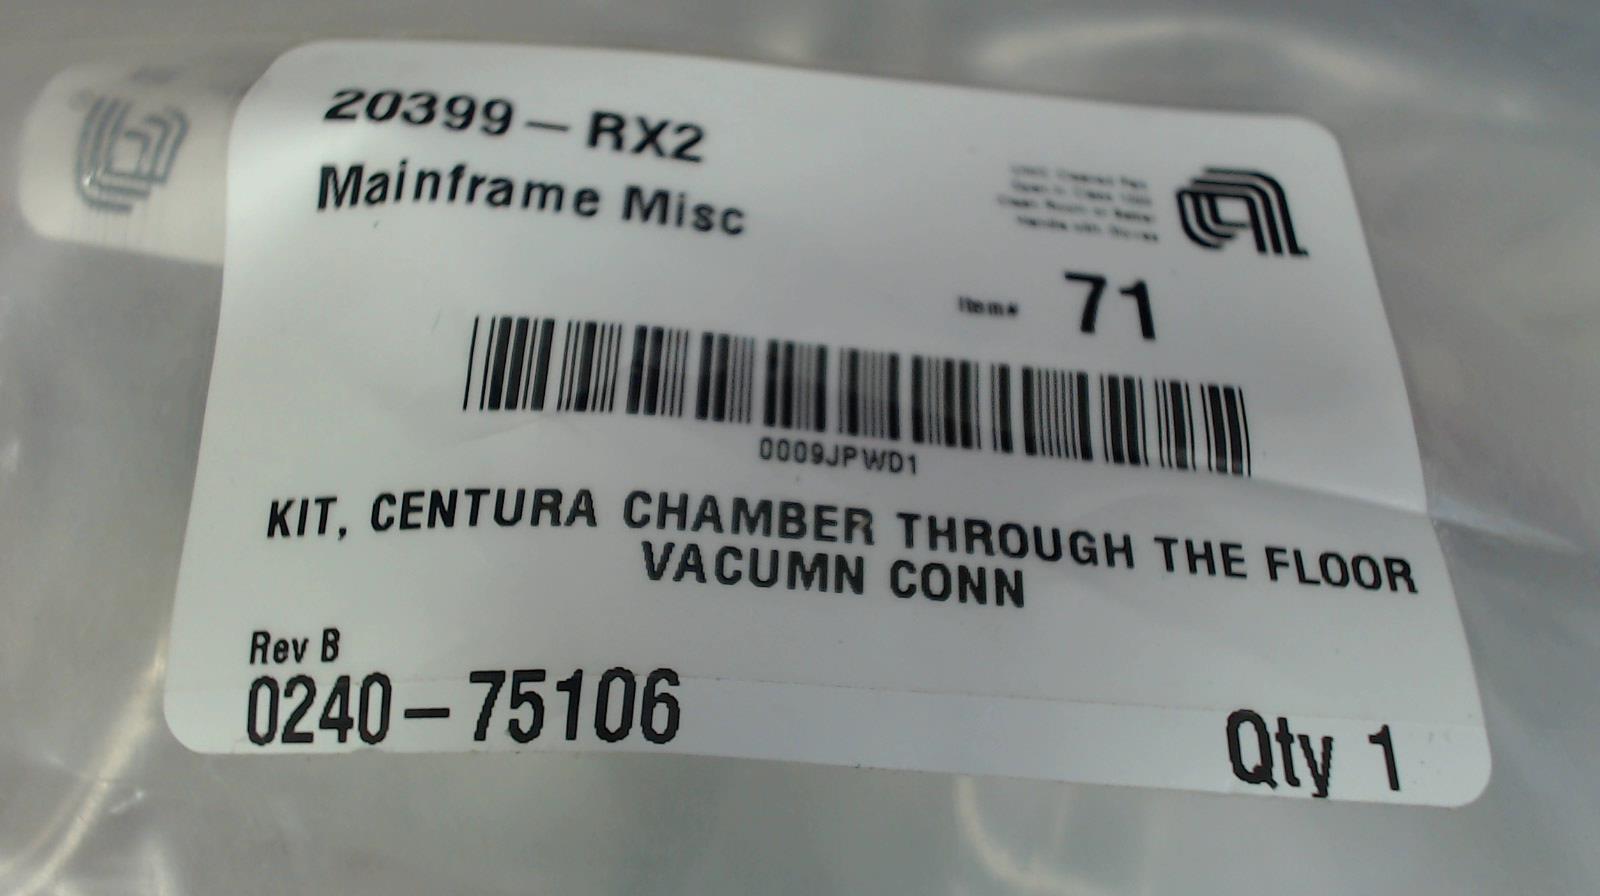 20399-RX2
Mainframe Misc
Item# 71
0009JPWD1
KIT, CENTURA CHAMBER THROUGH THE FLOOR
VACUMN CONN
Rev B
0240-75106
Qty 1